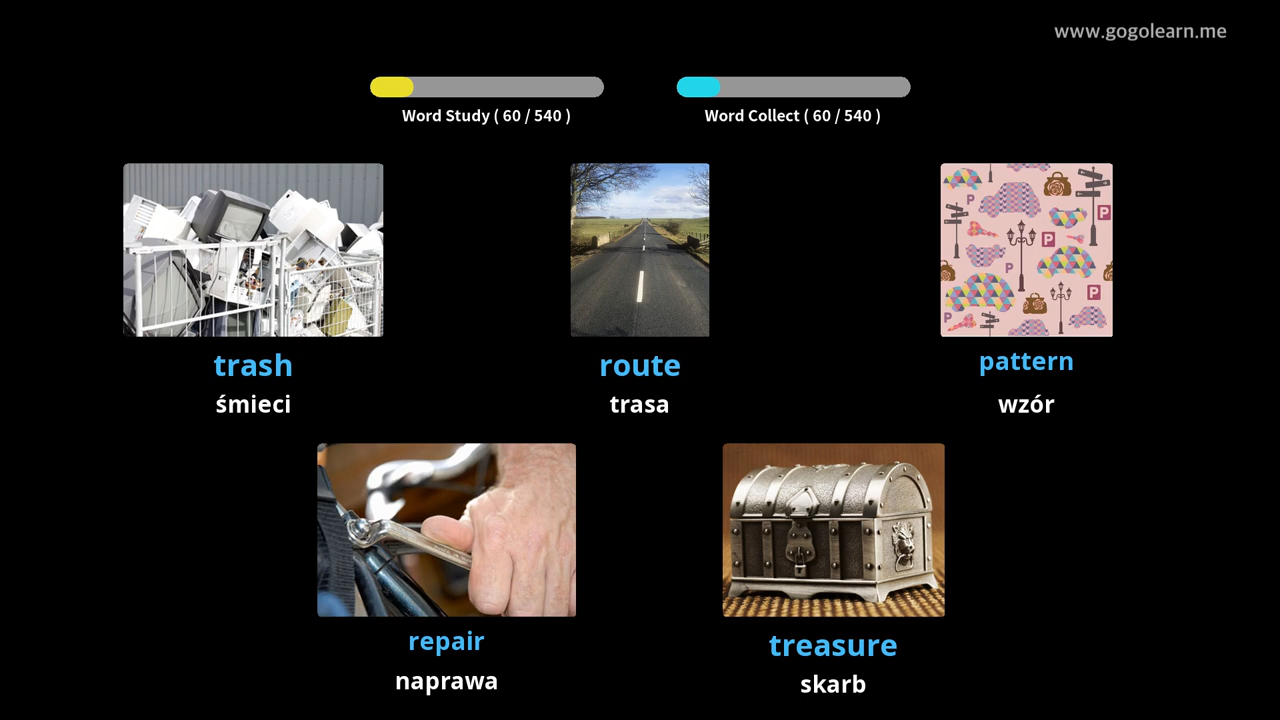 www.gogolearn.me
Word Study ( 60 / 540 )
Word Collect ( 60 / 540 )
P
P
P
P
P
P
trash
route
pattern
śmieci
trasa
wzór
repair
treasure
naprawa
skarb